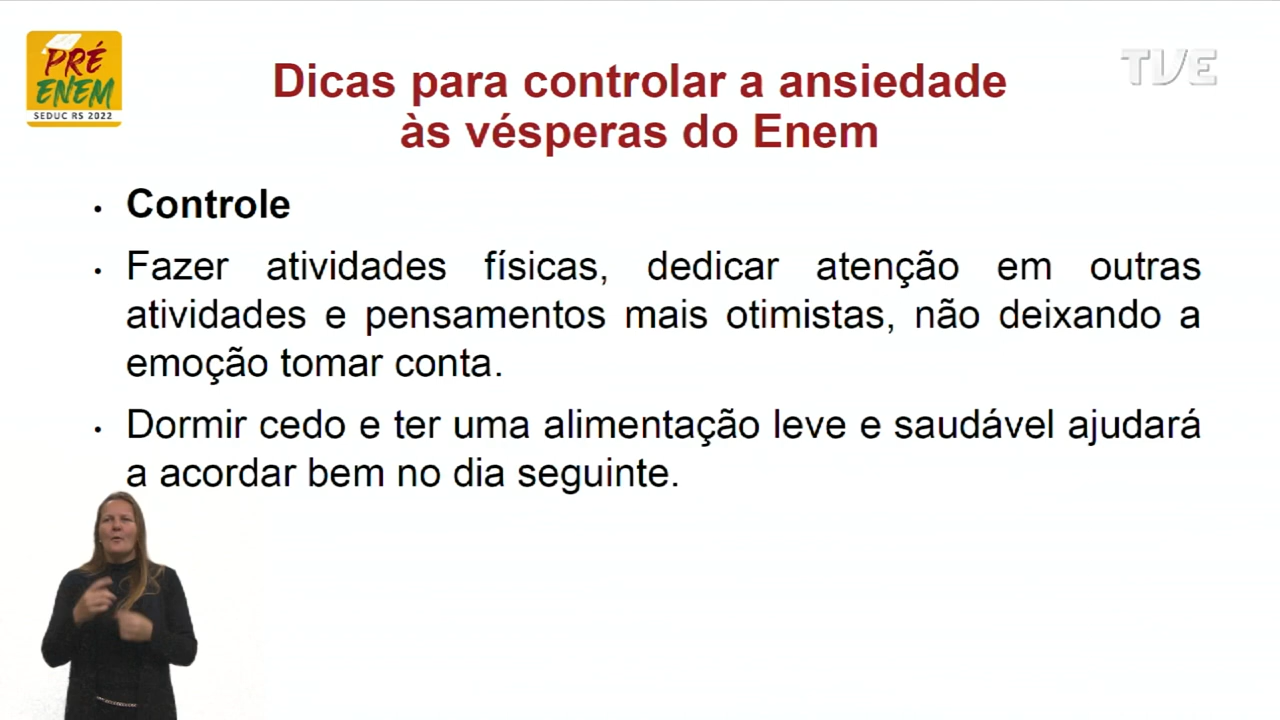 PRÉ
ENEM
SEDUC RS 2022
TVE
Dicas para controlar a ansiedade
às vésperas do Enem
• Controle
• Fazer atividades físicas, dedicar atenção em outras
atividades e pensamentos mais otimistas, não deixando a
emoção tomar conta.
• Dormir cedo e ter uma alimentação leve e saudável ajudará
a acordar bem no dia seguinte.